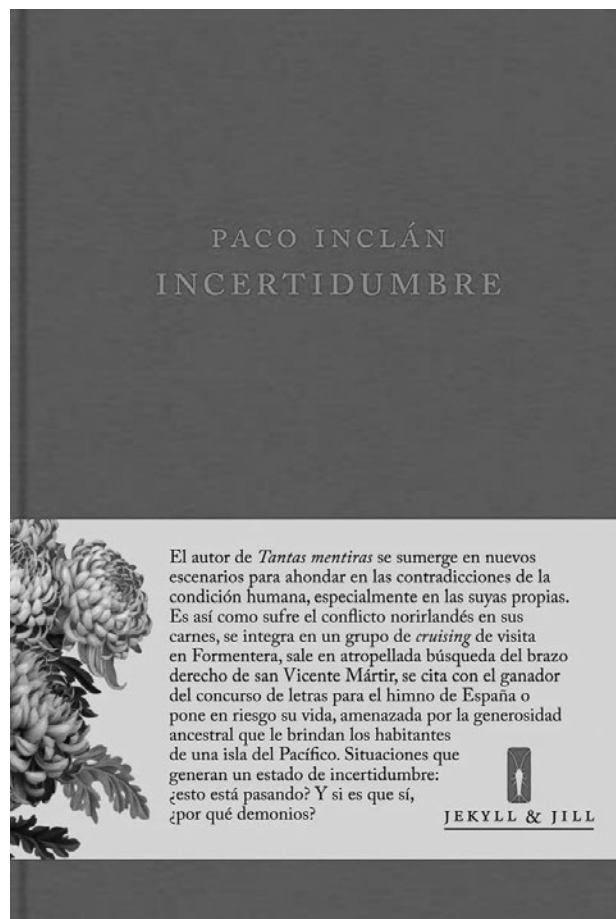 PACO INCLÁN
INCERTIDUMBRE
El autor de Tantas mentiras se sumerge en nuevos
escenarios para ahondar en las contradicciones de la
condición humana, especialmente en las suyas propias.
Es así como sufre el conflicto norirlandés en sus
carnes, se integra en un grupo de cruising de visita
en Formentera, sale en atropellada búsqueda del brazo
derecho de san Vicente Mártir, se cita con el ganador
del concurso de letras para el himno de España o
pone en riesgo su vida, amenazada por la generosidad
ancestral que le brindan los habitantes
de una isla del Pacífico. Situaciones que
generan un estado de incertidumbre:
¿esto está pasando? Y si es que sí,
¿por qué demonios?
JEKYLL & JILL